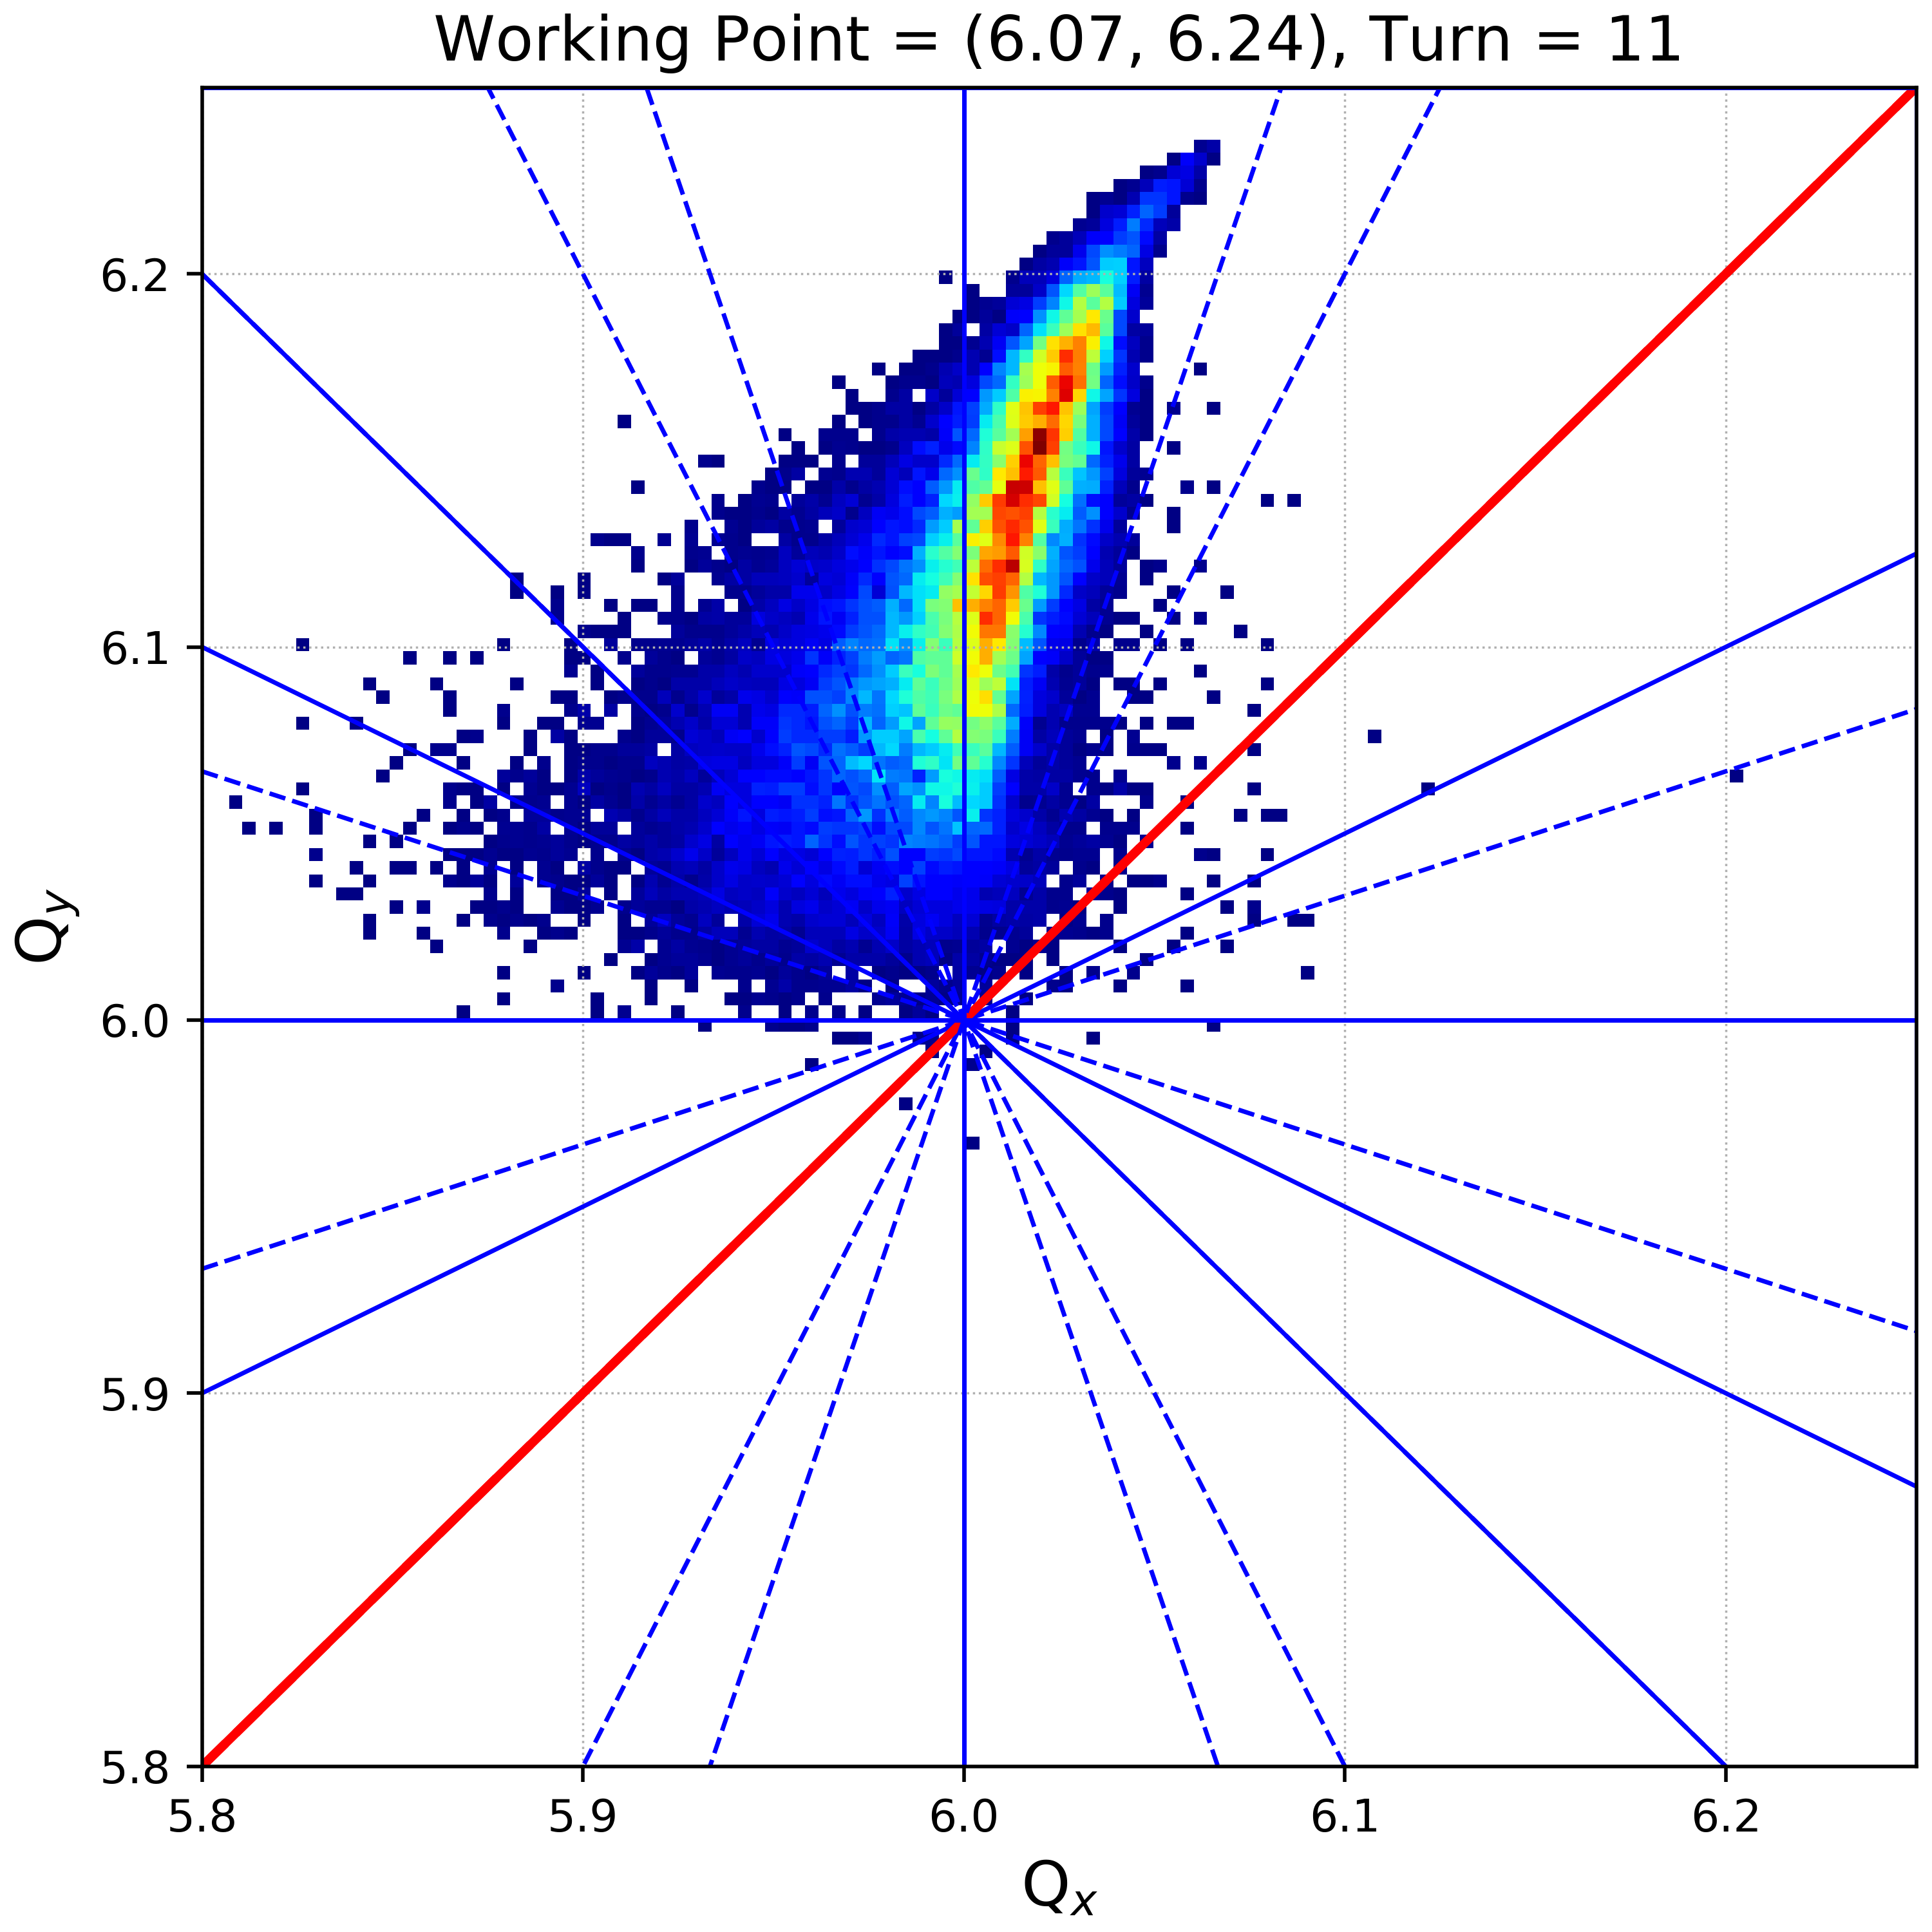 Working Point = (6.07, 6.24), Turn = 11
6.2
6.1
6.0
5.9
5.8
Qy
5.8 5.9 6.0 6.1 6.2
Qx